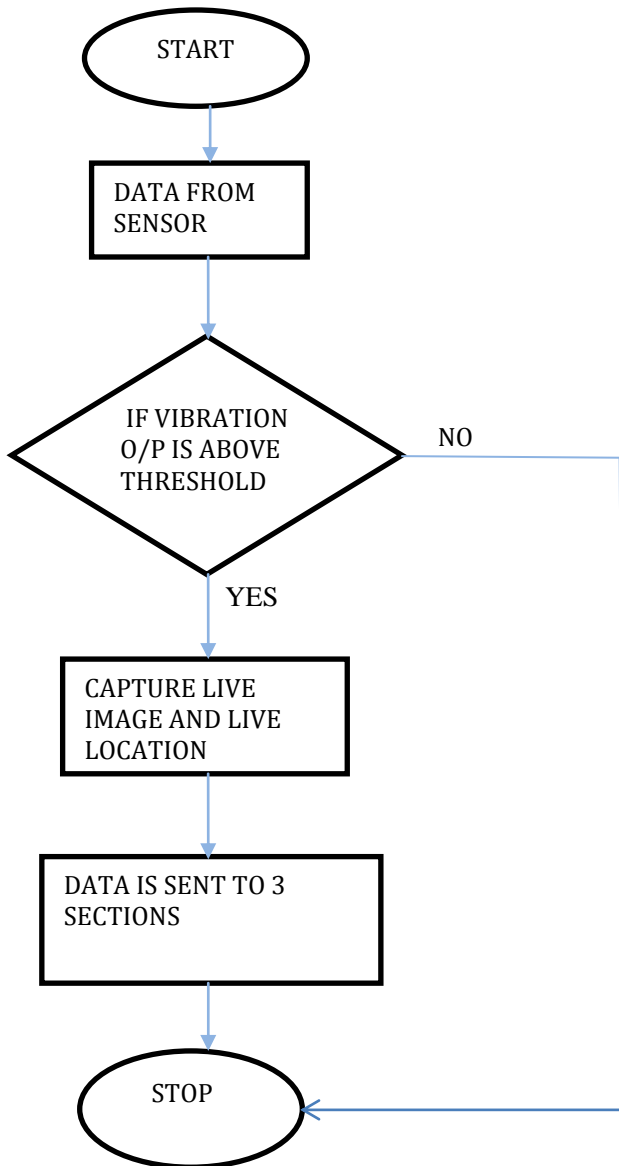 START
DATA FROM
SENSOR
IF VIBRATION
O/P IS ABOVE
THRESHOLD
NO
YES
CAPTURE LIVE
IMAGE AND LIVE
LOCATION
DATA IS SENT TO 3
SECTIONS
STOP